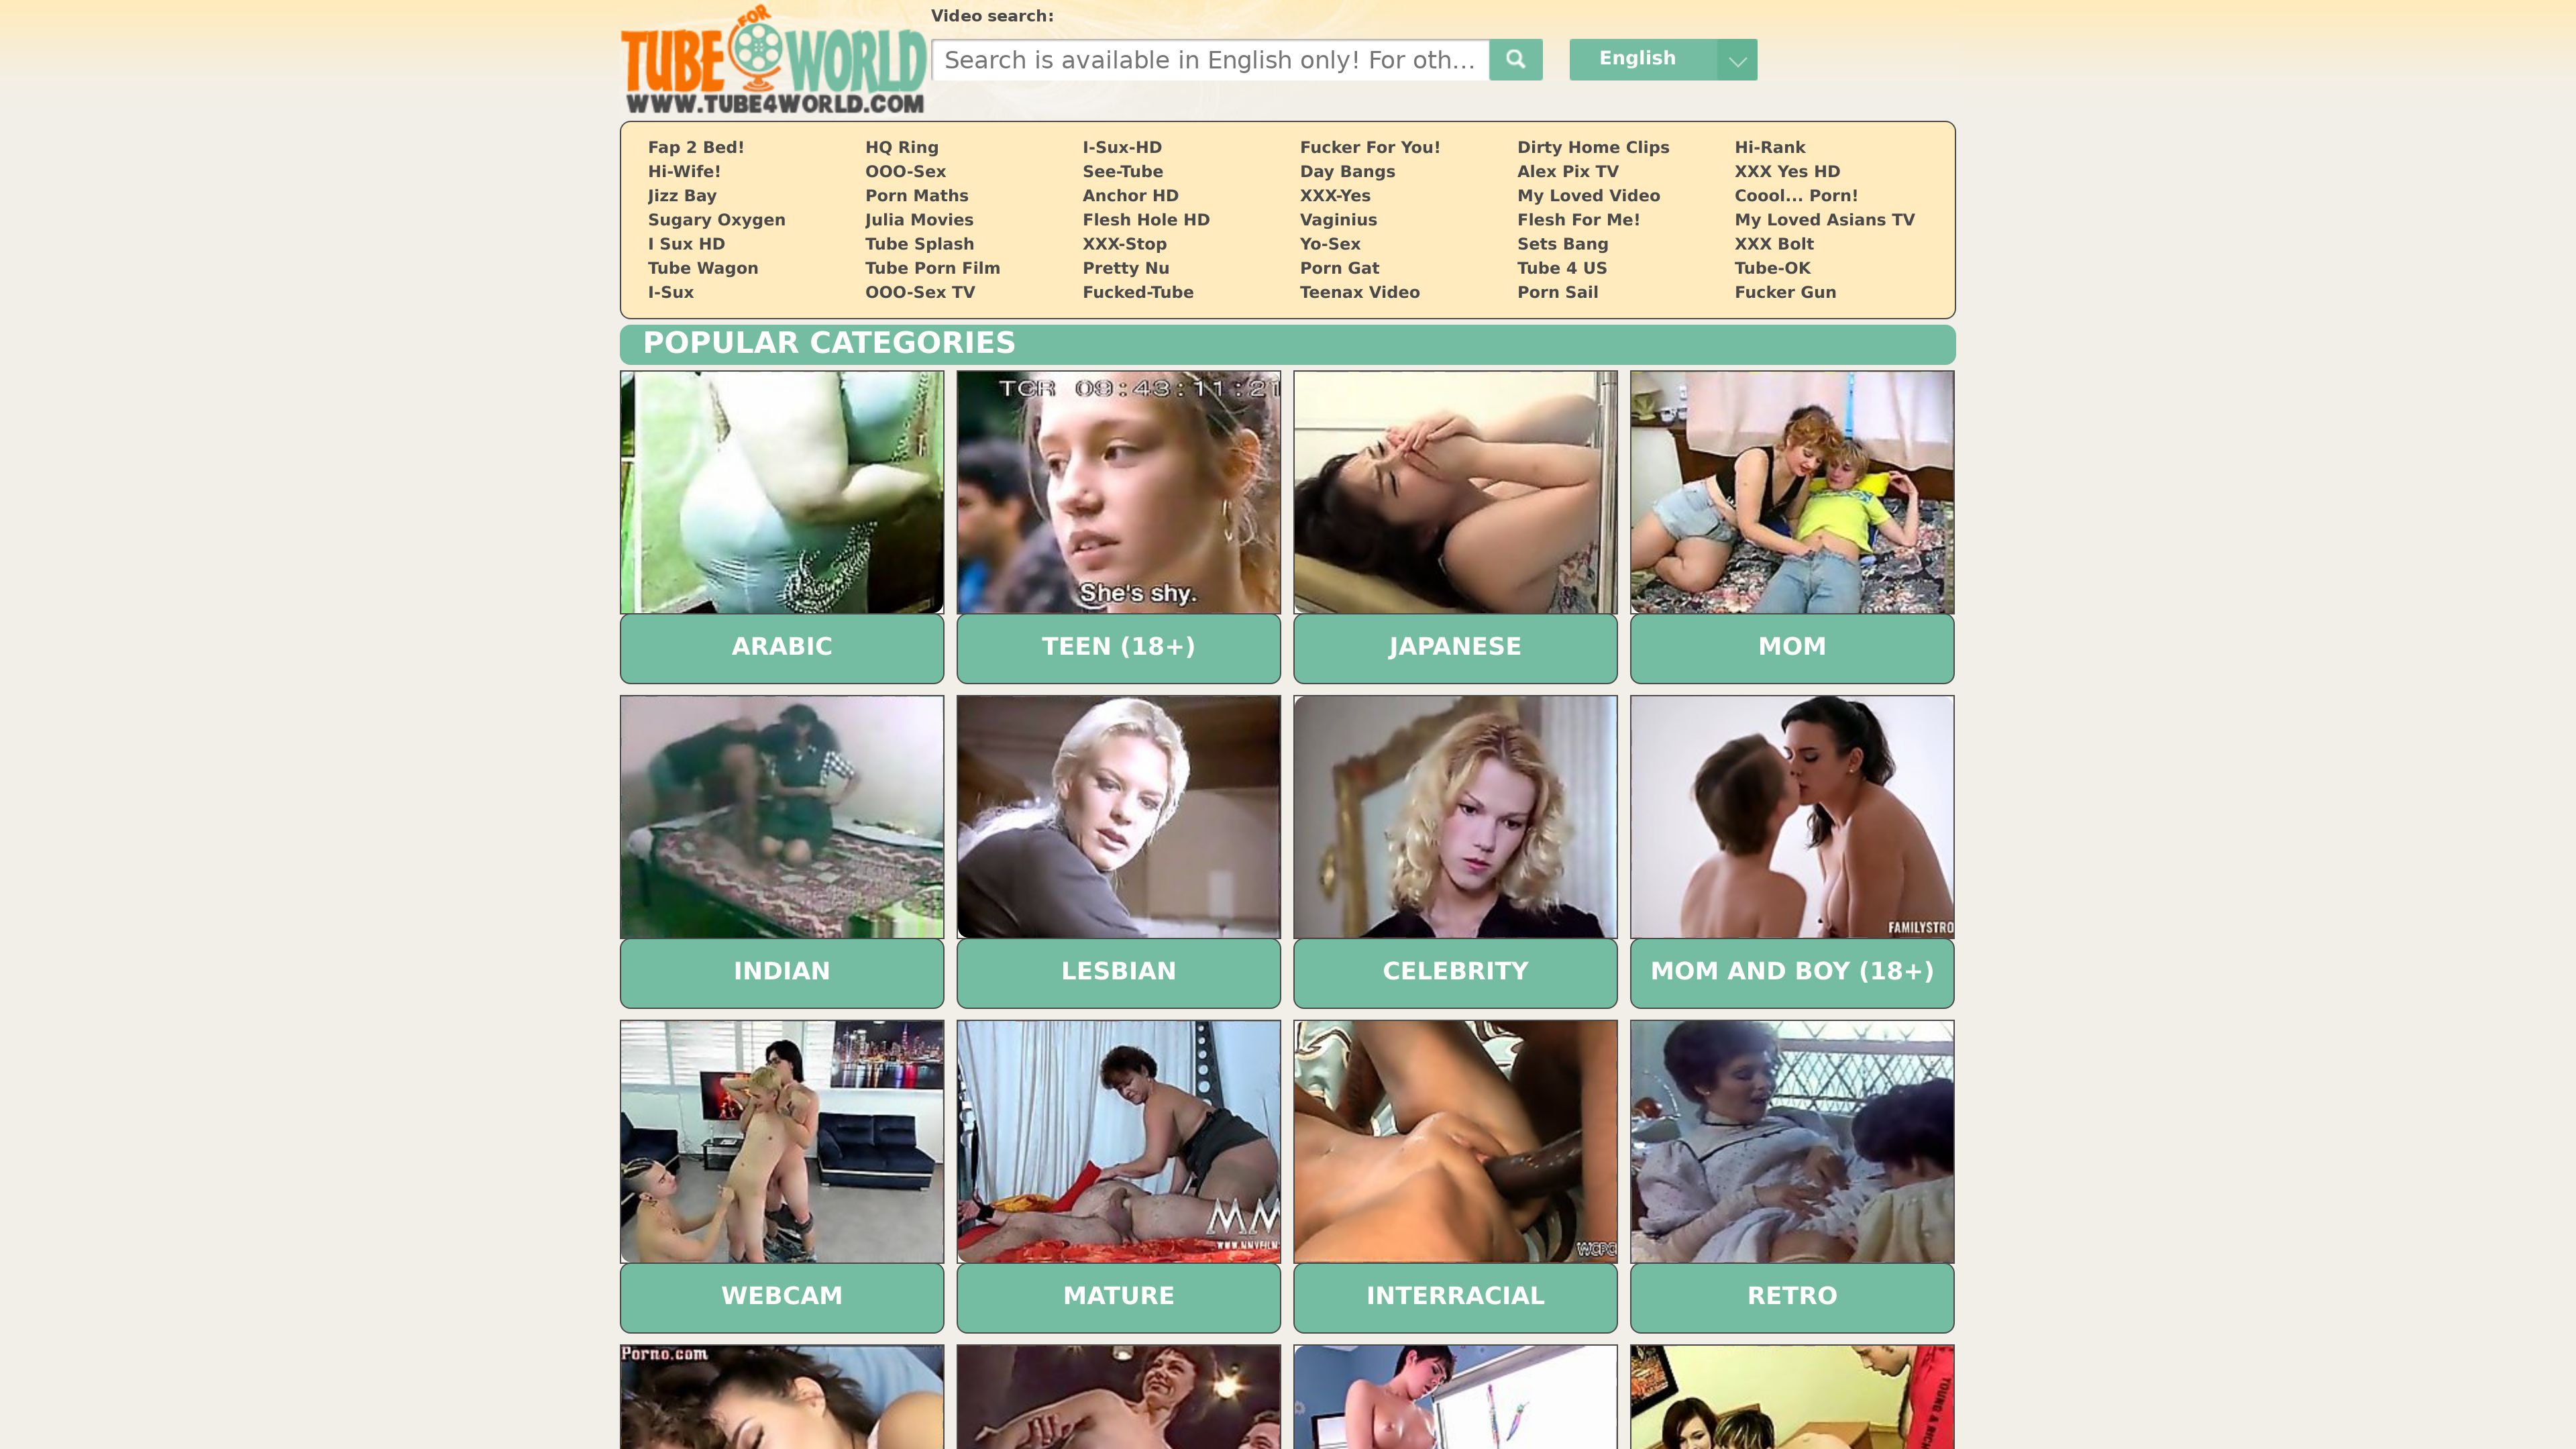 FOR
TUBE WORLD
WWW.TUBE4WORLD.COM
Video search:
Search is available in English only! For oth...
English
Fap 2 Bed!
Hi-Wife!
Jizz Bay
Sugary Oxygen
I Sux HD
Tube Wagon
I-Sux
HQ Ring
OOO-Sex
Porn Maths
Julia Movies
Tube Splash
Tube Porn Film
OOO-Sex TV
I-Sux-HD
See-Tube
Anchor HD
Flesh Hole HD
XXX-Stop
Pretty Nu
Fucked-Tube
Fucker For You!
Day Bangs
XXX-Yes
Vaginius
Yo-Sex
Porn Gat
Teenax Video
Dirty Home Clips
Alex Pix TV
My Loved Video
Flesh For Me!
Sets Bang
Tube 4 US
Porn Sail
Hi-Rank
XXX Yes HD
Coool... Porn!
My Loved Asians TV
XXX Bolt
Tube-OK
Fucker Gun
POPULAR CATEGORIES
TCR 09:43:11:21
She's shy.
ARABIC
TEEN (18+)
JAPANESE
MOM
FAMILYSTRO
INDIAN
LESBIAN
CELEBRITY
MOM AND BOY (18+)
MM
WEBCAM
MATURE
INTERRACIAL
RETRO
Porno.com